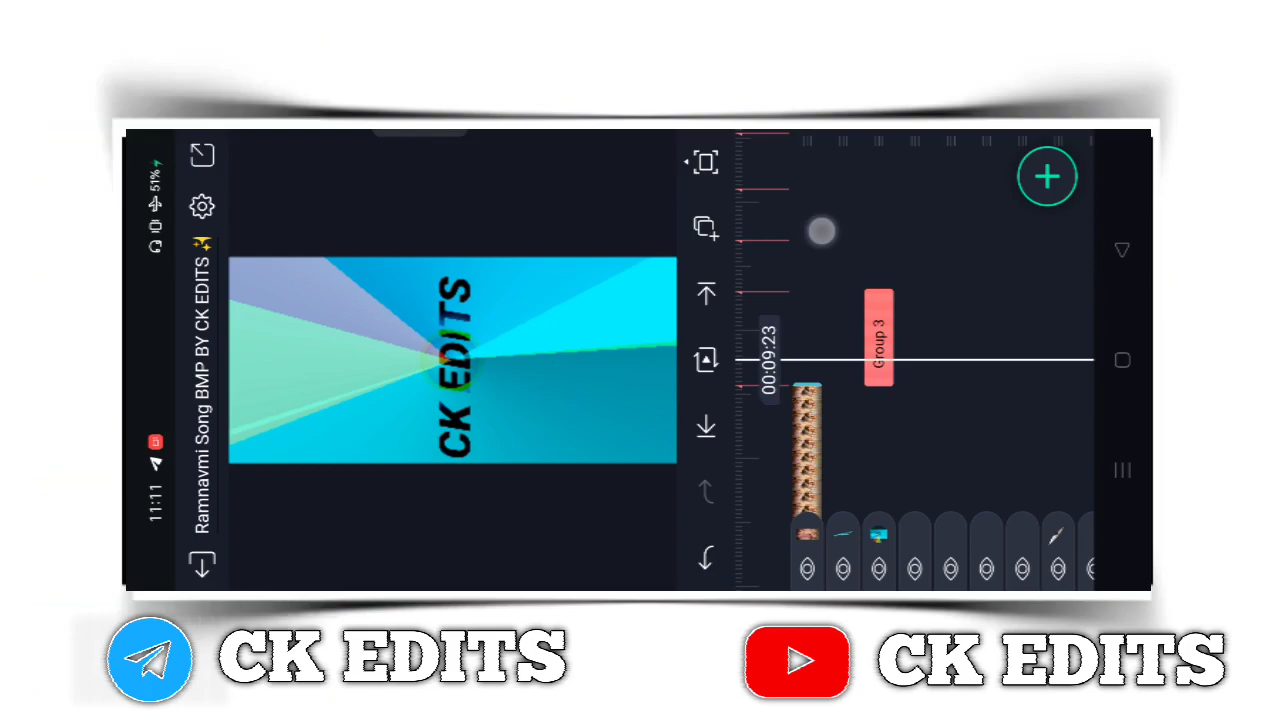 11:11
51%
Ramnavmi Song BMP BY CK EDITS ✨
CK EDITS
00:09:23
Group 3
CK EDITS
CK EDITS